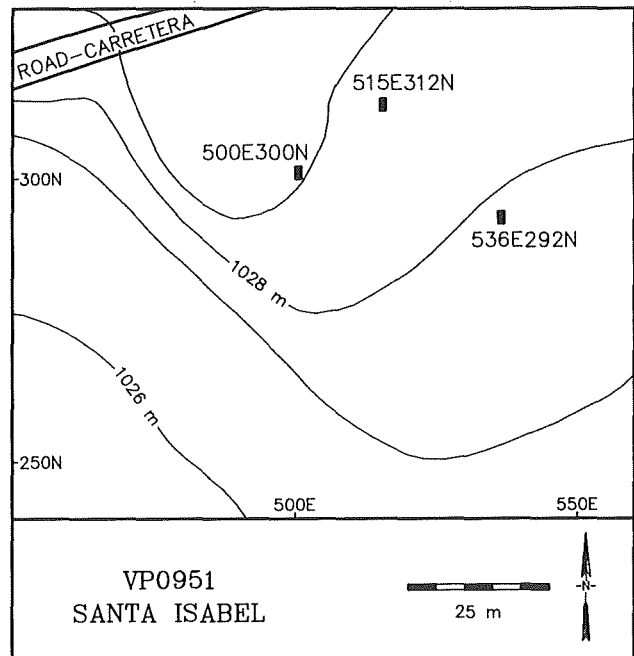 ROAD-CARRETERA
515E312N
500E300N
300N
536E292N
1028 m
1026 m
250N
500E
550E
VP0951
SANTA ISABEL
25 m
-N-